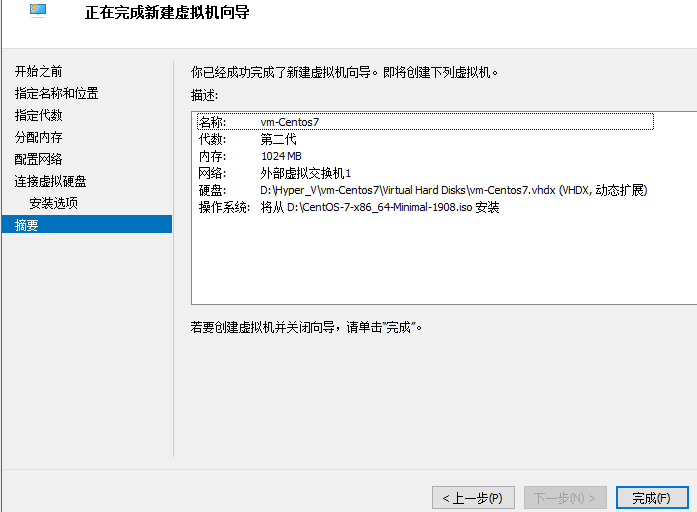 正在完成新建虚拟机向导
开始之前
指定名称和位置
指定代数
分配内存
配置网络
连接虚拟硬盘
安装选项
摘要
你已经成功完成了新建虚拟机向导。即将创建下列虚拟机。
描述:
名称: vm-Centos7
代数: 第二代
内存: 1024 MB
网络: 外部虚拟交换机1
硬盘: D:\Hyper_V\vm-Centos7\Virtual Hard Disks\vm-Centos7.vhdx (VHDX, 动态扩展)
操作系统: 将从 D:\CentOS-7-x86_64-Minimal-1908.iso 安装
若要创建虚拟机并关闭向导，请单击"完成"。
< 上一步(P) 下一步(N) > 完成(F)